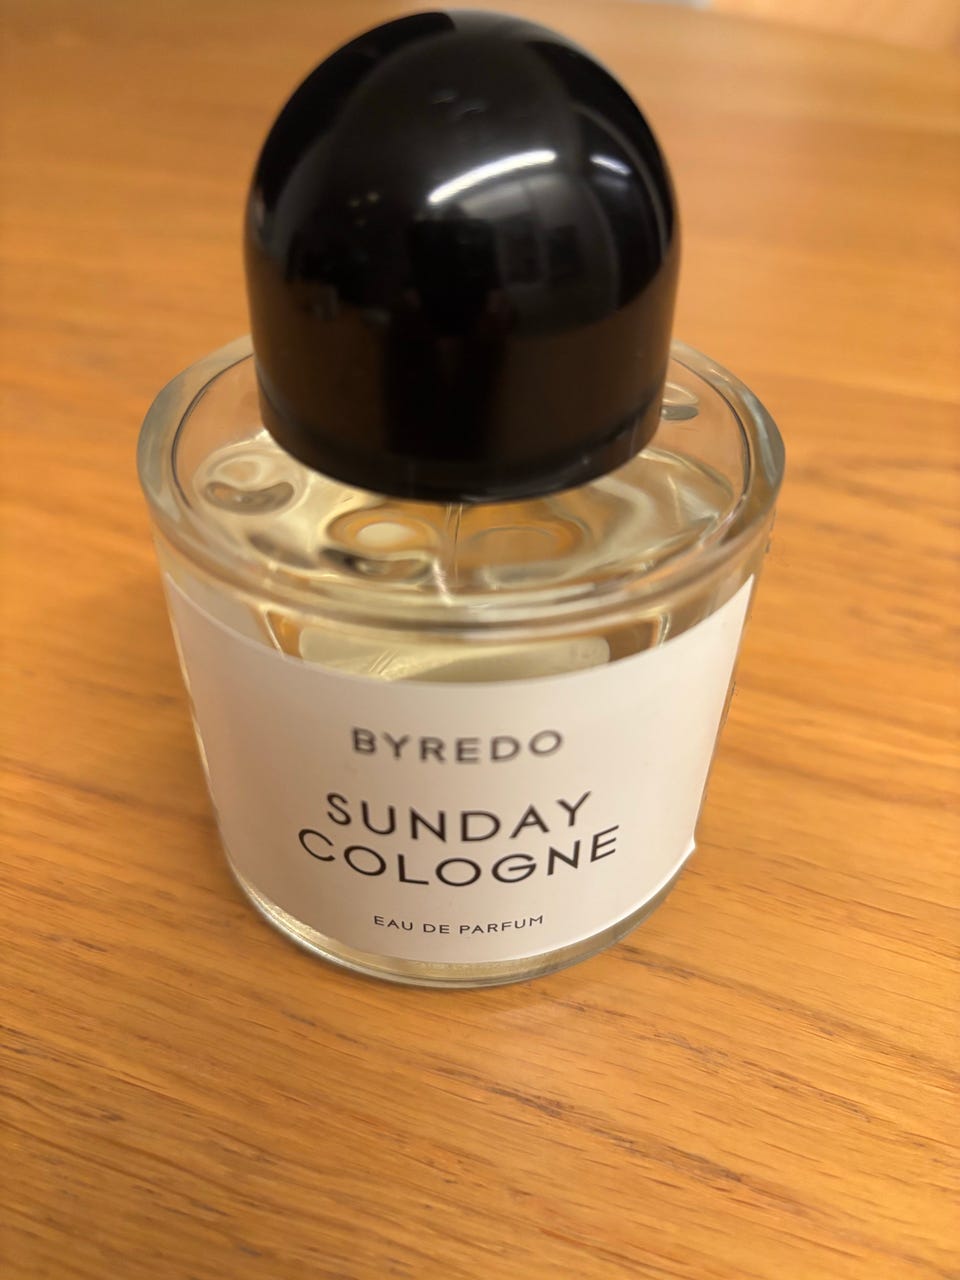 BYREDO
SUNDAY
COLOGNE
EAU DE PARFUM